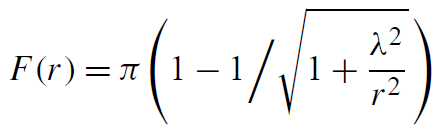 F(r) = π ( 1 − 1 / √(1 + λ²/r²) )